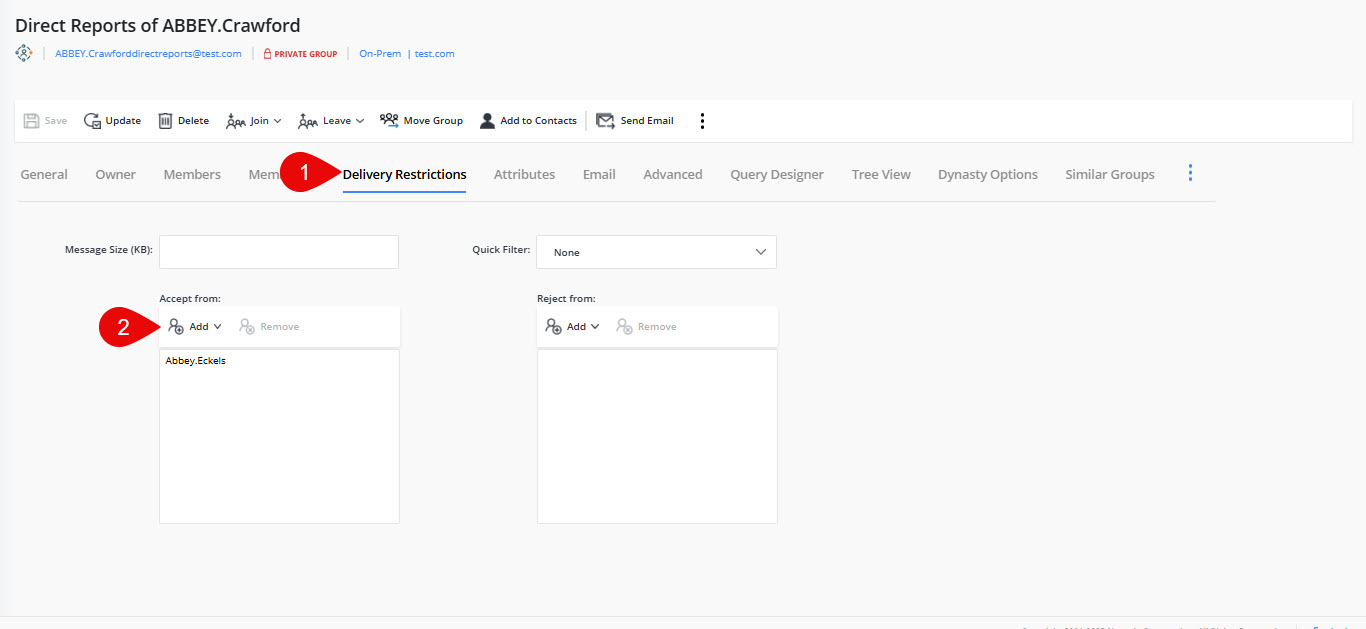 Direct Reports of ABBEY.Crawford
ABBEY.Crawforddirectreports@test.com PRIVATE GROUP On-Prem | test.com
Save Update Delete Join Leave Move Group Add to Contacts Send Email
General Owner Members Mem 1 Delivery Restrictions Attributes Email Advanced Query Designer Tree View Dynasty Options Similar Groups
Message Size (KB): Quick Filter: None
Accept from: Reject from:
2 Add Remove Add Remove
Abbey.Eckels